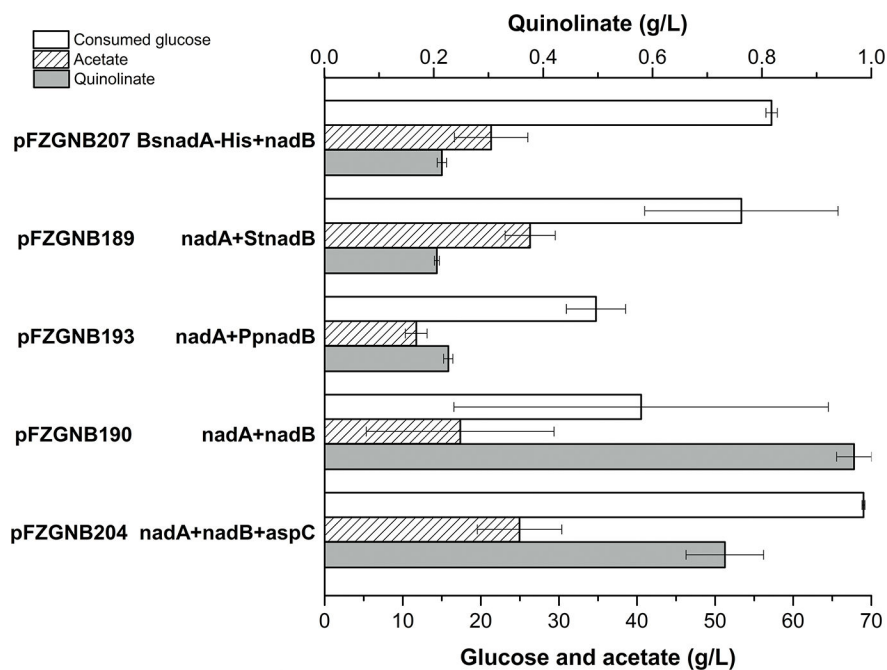 Quinolinate (g/L)
Consumed glucose
Acetate
Quinolinate
0.0 0.2 0.4 0.6 0.8 1.0
pFZGNB207 BsnadA-His+nadB
pFZGNB189 nadA+StnadB
pFZGNB193 nadA+PpnadB
pFZGNB190 nadA+nadB
pFZGNB204 nadA+nadB+aspC
0 10 20 30 40 50 60 70
Glucose and acetate (g/L)